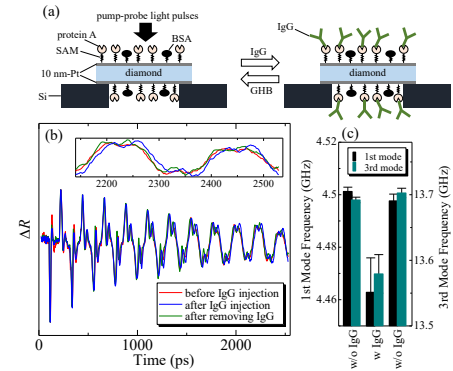 (a)
pump-probe light pulses
protein A
SAM
BSA
10 nm-Pt
diamond
Si
IgG
GHB
IgG
diamond
(b)
ΔR
2200 2300 2400 2500
before IgG injection
after IgG injection
after removing IgG
0 500 1000 1500 2000
Time (ps)
(c)
1st mode
3rd mode
1st Mode Frequency (GHz)
4.52
4.50
4.48
4.46
3rd Mode Frequency (GHz)
13.7
13.6
13.5
w/o IgG
w IgG
w/o IgG